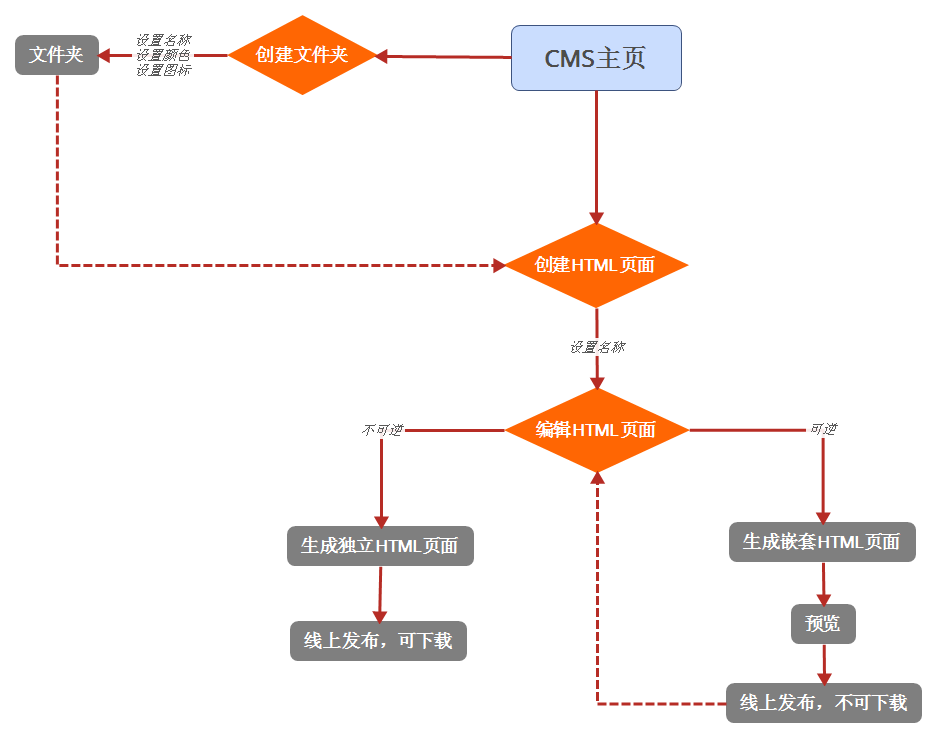 CMS主页
创建文件夹
设置名称
设置颜色
设置图标
文件夹
创建HTML页面
设置名称
编辑HTML页面
不可逆
可逆
生成独立HTML页面
线上发布，可下载
生成嵌套HTML页面
预览
线上发布，不可下载